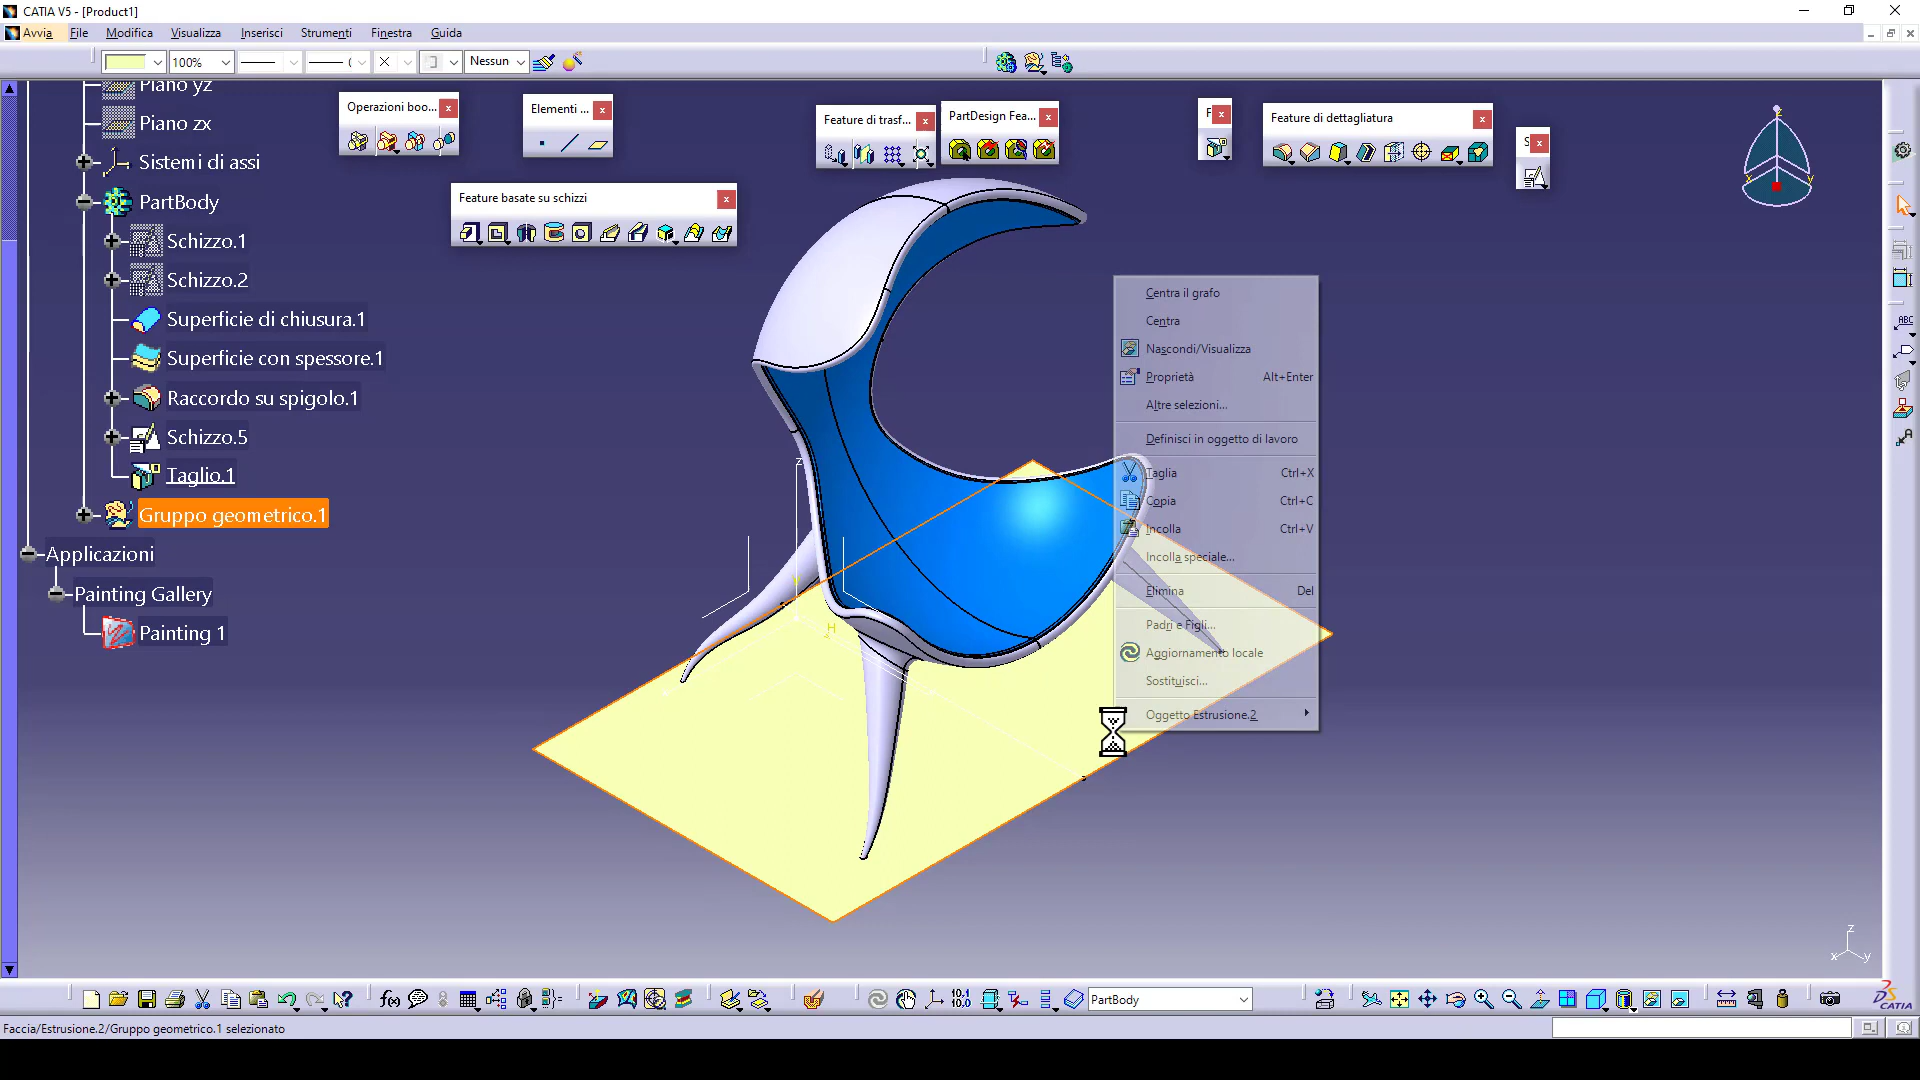 CATIA V5 - [Product1]
Avvia File Modifica Visualizza Inserisci Strumenti Finestra Guida
100% Nessun
Piano yz
Piano zx
Sistemi di assi
PartBody
Schizzo.1
Schizzo.2
Superficie di chiusura.1
Superficie con spessore.1
Raccordo su spigolo.1
Schizzo.5
Taglio.1
Gruppo geometrico.1
Applicazioni
Painting Gallery
Painting 1
Operazioni boo...
Elementi ...
Feature di trasf...
PartDesign Fea...
F
Feature di dettagliatura
S
Feature basate su schizzi
Centra il grafo
Centra
Nascondi/Visualizza
Proprietà Alt+Enter
Altre selezioni...
Definisci in oggetto di lavoro
Taglia Ctrl+X
Copia Ctrl+C
Incolla Ctrl+V
Incolla speciale...
Elimina Del
Padri e Figli...
Aggiornamento locale
Sostituisci...
Oggetto Estrusione.2
z
x
y
z
H
ABC
z
x
y
PartBody
CATIA
Faccia/Estrusione.2/Gruppo geometrico.1 selezionato